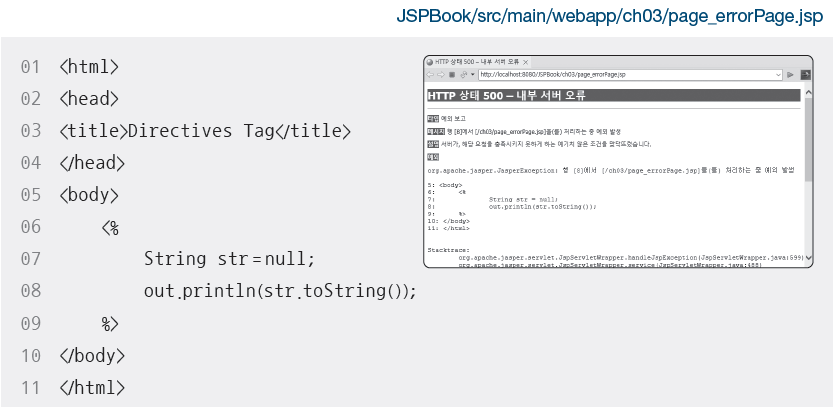 JSPBook/src/main/webapp/ch03/page_errorPage.jsp
01 <html>
02 <head>
03 <title>Directives Tag</title>
04 </head>
05 <body>
06 <%
07 String str = null;
08 out.println(str.toString());
09 %>
10 </body>
11 </html>
HTTP 상태 500 – 내부 서버 오류
http://localhost:8080/JSPBook/ch03/page_errorPage.jsp
HTTP 상태 500 – 내부 서버 오류
타입 예외 보고
메시지 행 [8]에서 [/ch03/page_errorPage.jsp]을(를) 처리하는 중 예외 발생
설명 서버가, 해당 요청을 충족시키지 못하게 하는 예기치 않은 조건을 맞닥뜨렸습니다.
예외
org.apache.jasper.JasperException: 행 [8]에서 [/ch03/page_errorPage.jsp]을(를) 처리하는 중 예외 발생
5: <body>
6: <%
7: String str = null;
8: out.println(str.toString());
9: %>
10: </body>
11: </html>
Stacktrace:
org.apache.jasper.servlet.JspServletWrapper.handleJspException(JspServletWrapper.java:599)
org.apache.jasper.servlet.JspServletWrapper.service(JspServletWrapper.java:488)